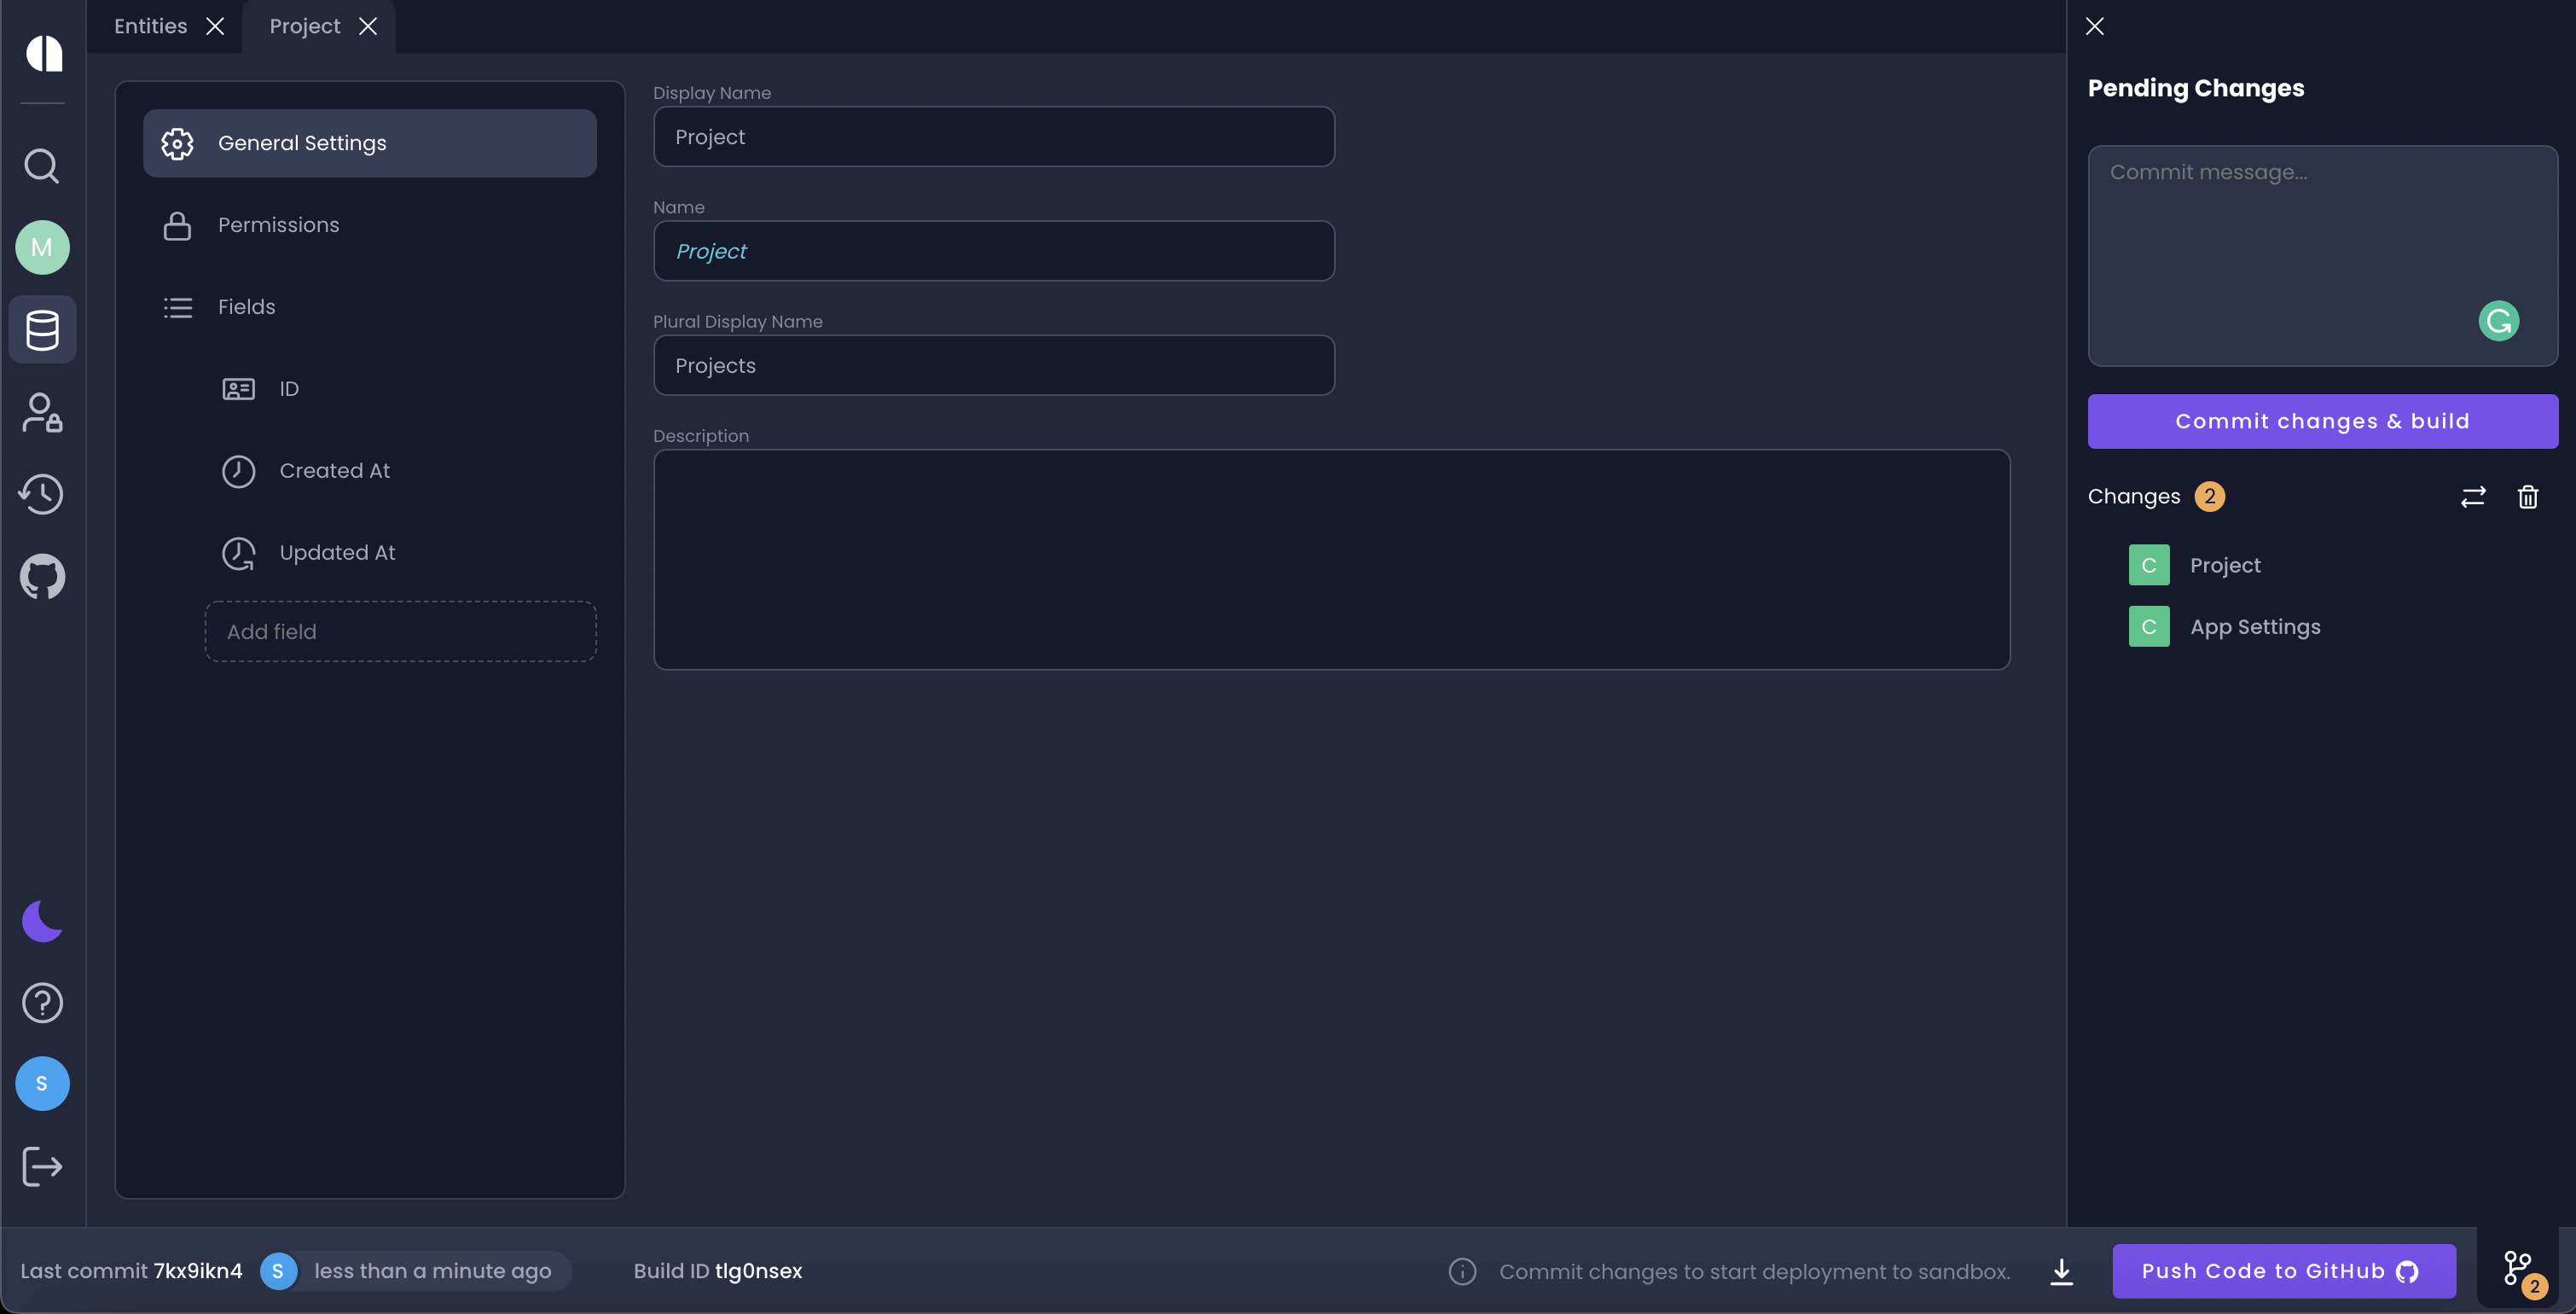 Entities
Project
M
S
General Settings
Permissions
Fields
ID
Created At
Updated At
Add field
Display Name
Project
Name
Project
Plural Display Name
Projects
Description
Pending Changes
Commit message...
Commit changes & build
Changes 2
C Project
C App Settings
Last commit 7kx9ikn4 S less than a minute ago Build ID tlg0nsex
Commit changes to start deployment to sandbox.
Push Code to GitHub
2